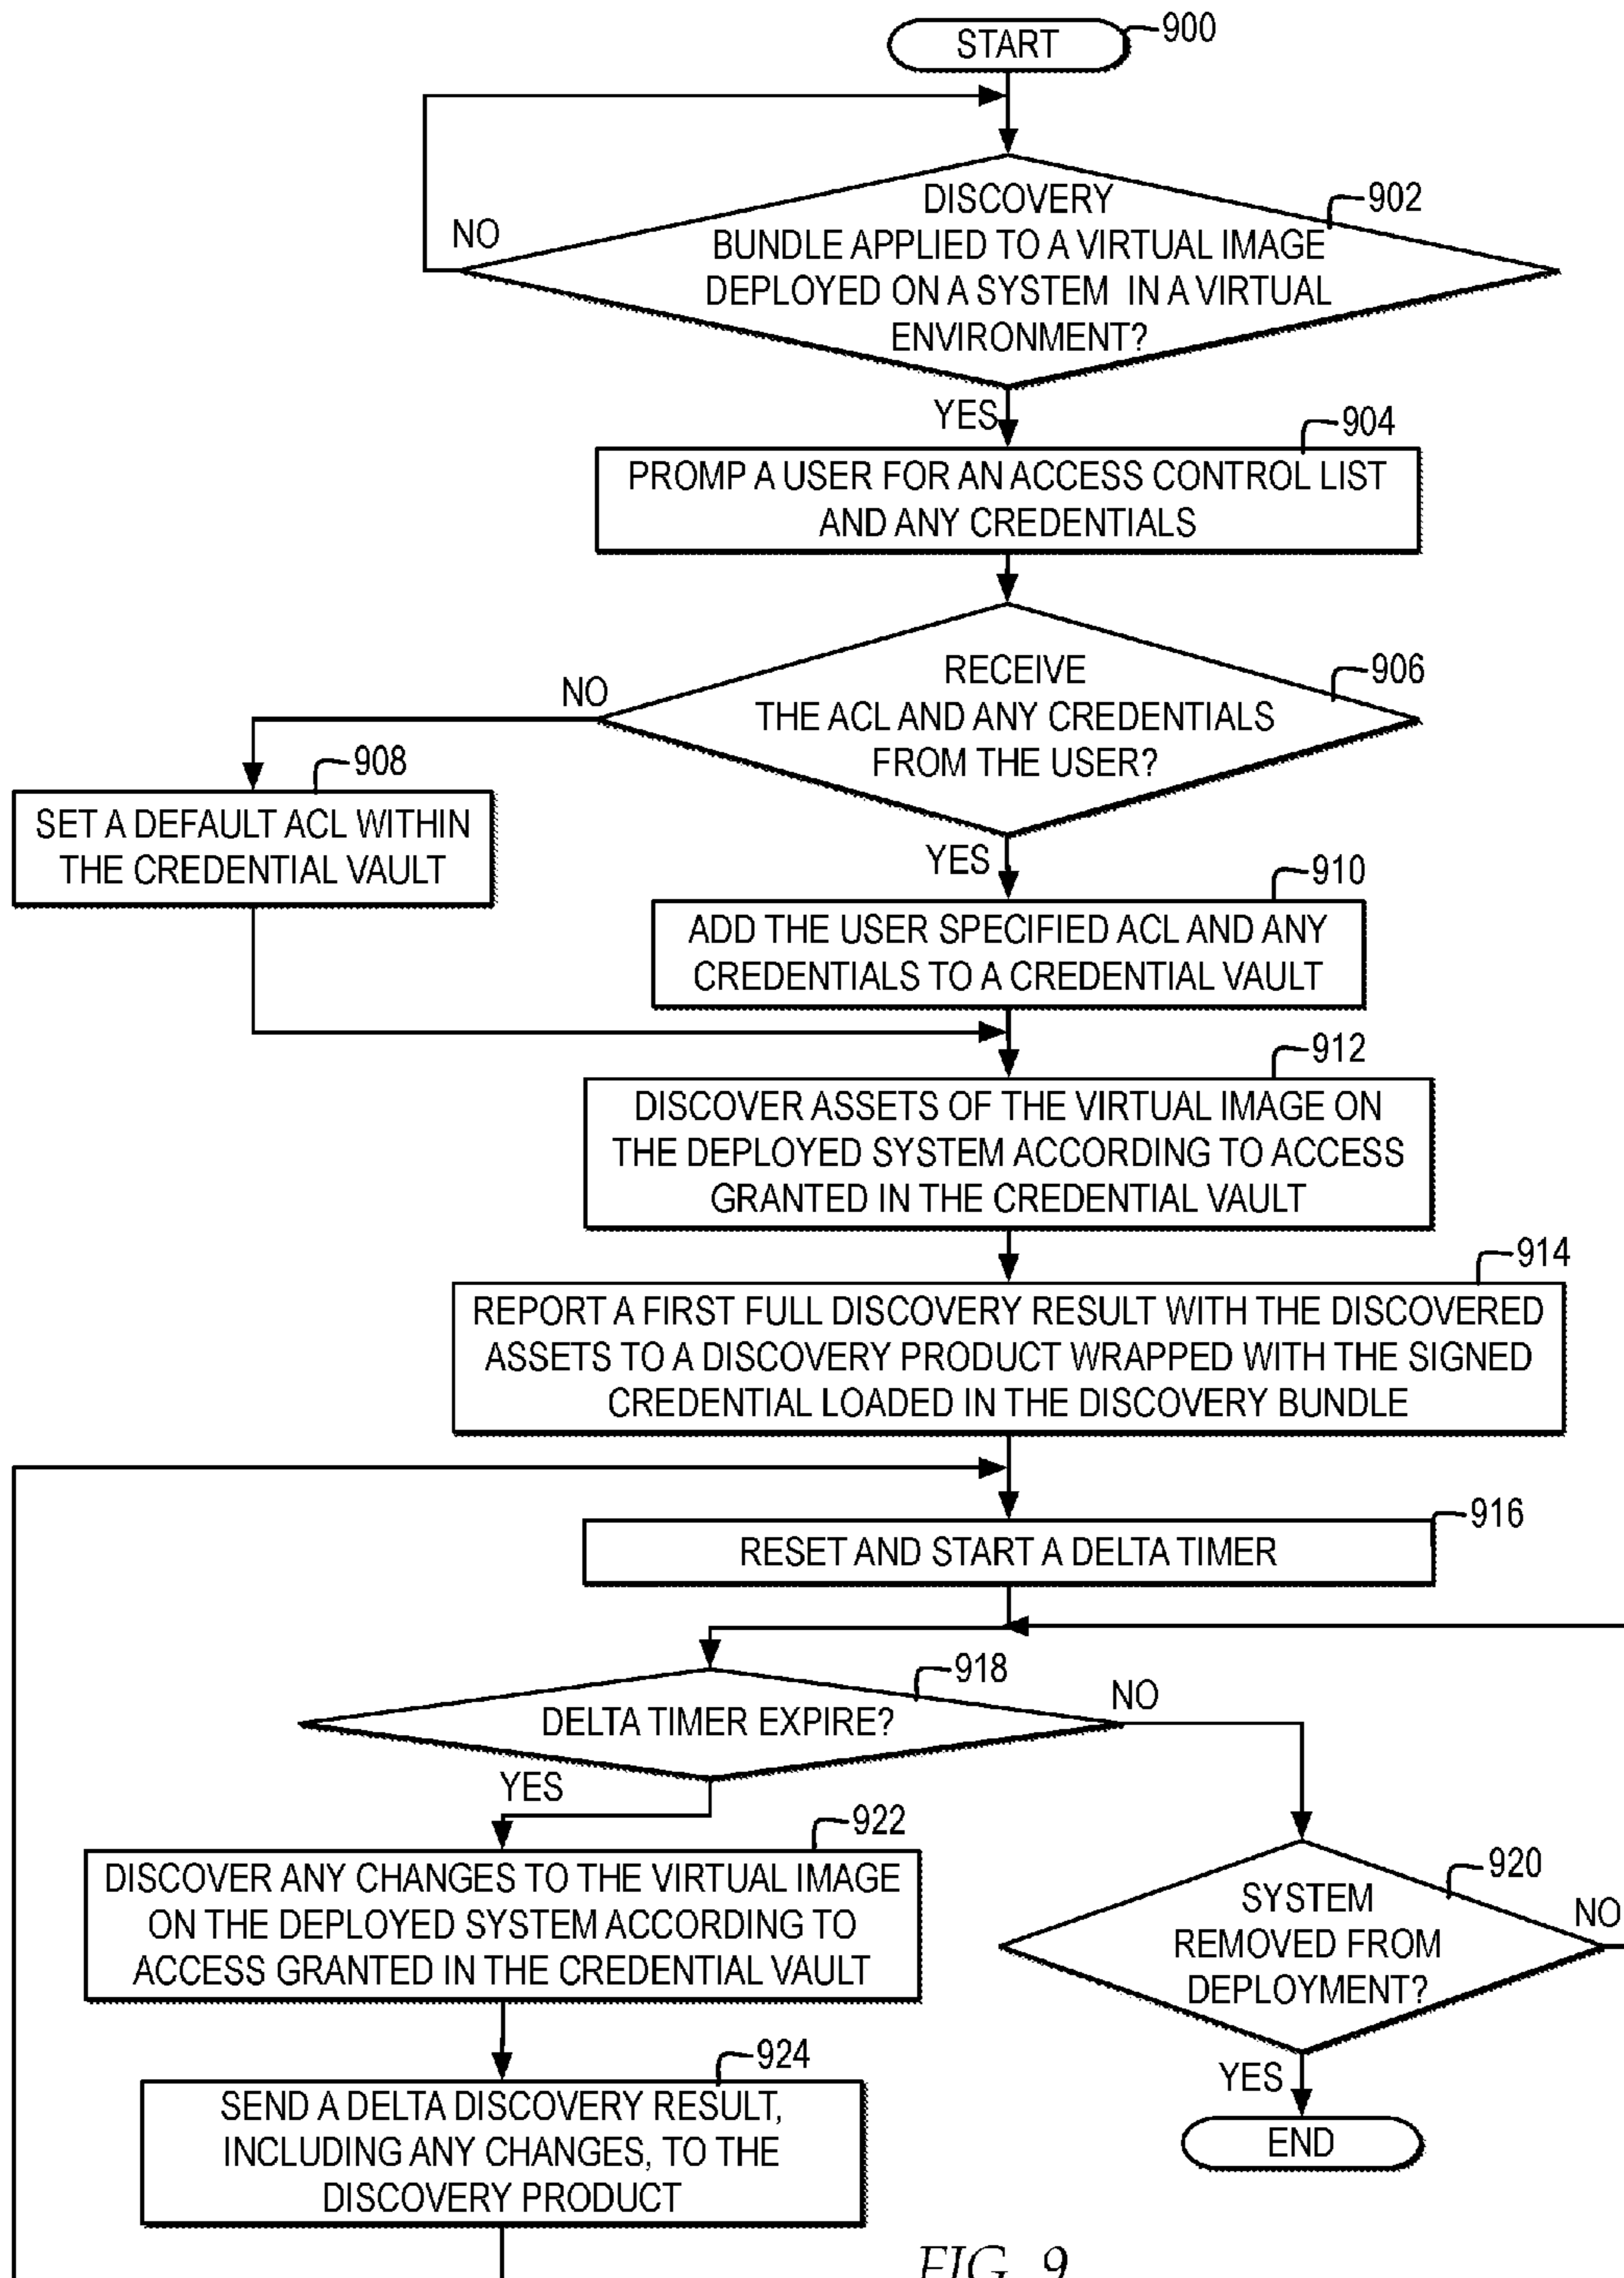 START
900
DISCOVERY
BUNDLE APPLIED TO A VIRTUAL IMAGE
DEPLOYED ON A SYSTEM IN A VIRTUAL
ENVIRONMENT?
902
NO
YES
904
PROMP A USER FOR AN ACCESS CONTROL LIST
AND ANY CREDENTIALS
RECEIVE
THE ACL AND ANY CREDENTIALS
FROM THE USER?
906
NO
908
SET A DEFAULT ACL WITHIN
THE CREDENTIAL VAULT
YES
910
ADD THE USER SPECIFIED ACL AND ANY
CREDENTIALS TO A CREDENTIAL VAULT
912
DISCOVER ASSETS OF THE VIRTUAL IMAGE ON
THE DEPLOYED SYSTEM ACCORDING TO ACCESS
GRANTED IN THE CREDENTIAL VAULT
914
REPORT A FIRST FULL DISCOVERY RESULT WITH THE DISCOVERED
ASSETS TO A DISCOVERY PRODUCT WRAPPED WITH THE SIGNED
CREDENTIAL LOADED IN THE DISCOVERY BUNDLE
916
RESET AND START A DELTA TIMER
918
DELTA TIMER EXPIRE?
NO
YES
922
DISCOVER ANY CHANGES TO THE VIRTUAL IMAGE
ON THE DEPLOYED SYSTEM ACCORDING TO
ACCESS GRANTED IN THE CREDENTIAL VAULT
920
SYSTEM
REMOVED FROM
DEPLOYMENT?
NO
YES
924
SEND A DELTA DISCOVERY RESULT,
INCLUDING ANY CHANGES, TO THE
DISCOVERY PRODUCT
END
FIG. 9